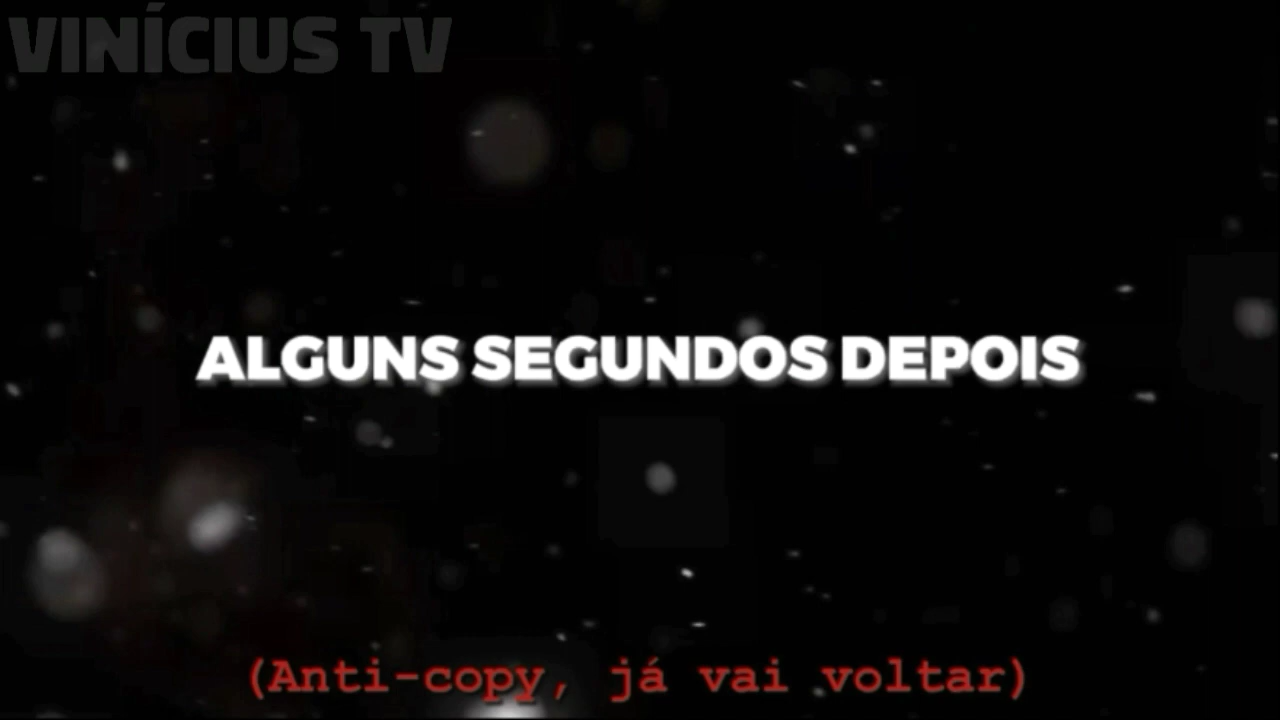 VINÍCIUS TV
ALGUNS SEGUNDOS DEPOIS
(Anti-copy, já vai voltar)